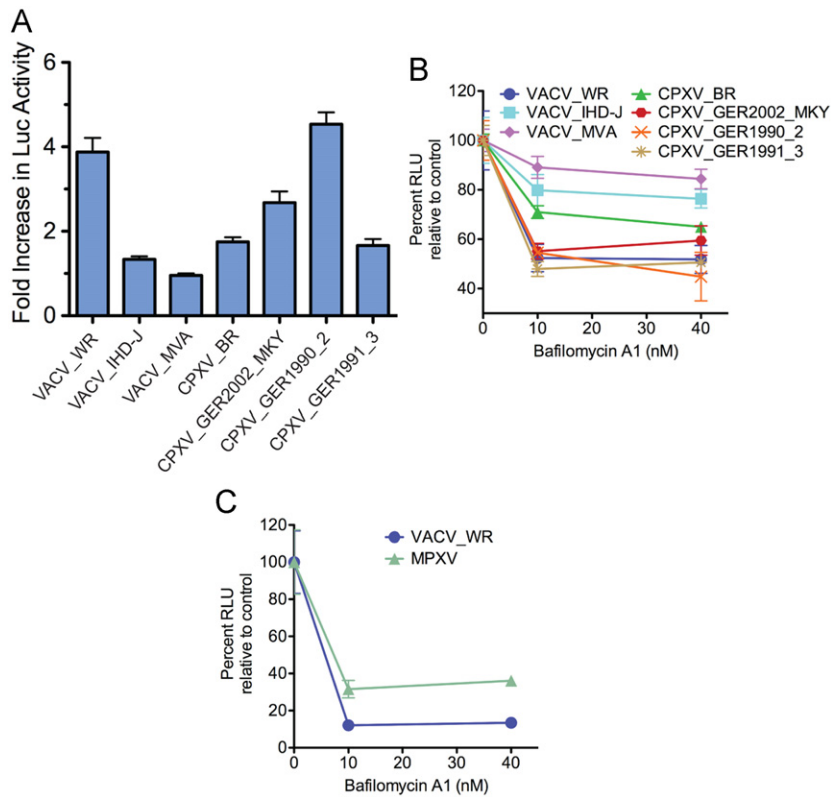 A
Fold Increase in Luc Activity
6
4
2
0
VACV_WR
VACV_IHD-J
VACV_MVA
CPXV_BR
CPXV_GER2002_MKY
CPXV_GER1990_2
CPXV_GER1991_3
B
Percent RLU
relative to control
120
100
80
60
40
0
10
20
30
40
Bafilomycin A1 (nM)
VACV_WR
VACV_IHD-J
VACV_MVA
CPXV_BR
CPXV_GER2002_MKY
CPXV_GER1990_2
CPXV_GER1991_3
C
Percent RLU
relative to control
120
100
80
60
40
20
0
0
10
20
30
40
Bafilomycin A1 (nM)
VACV_WR
MPXV